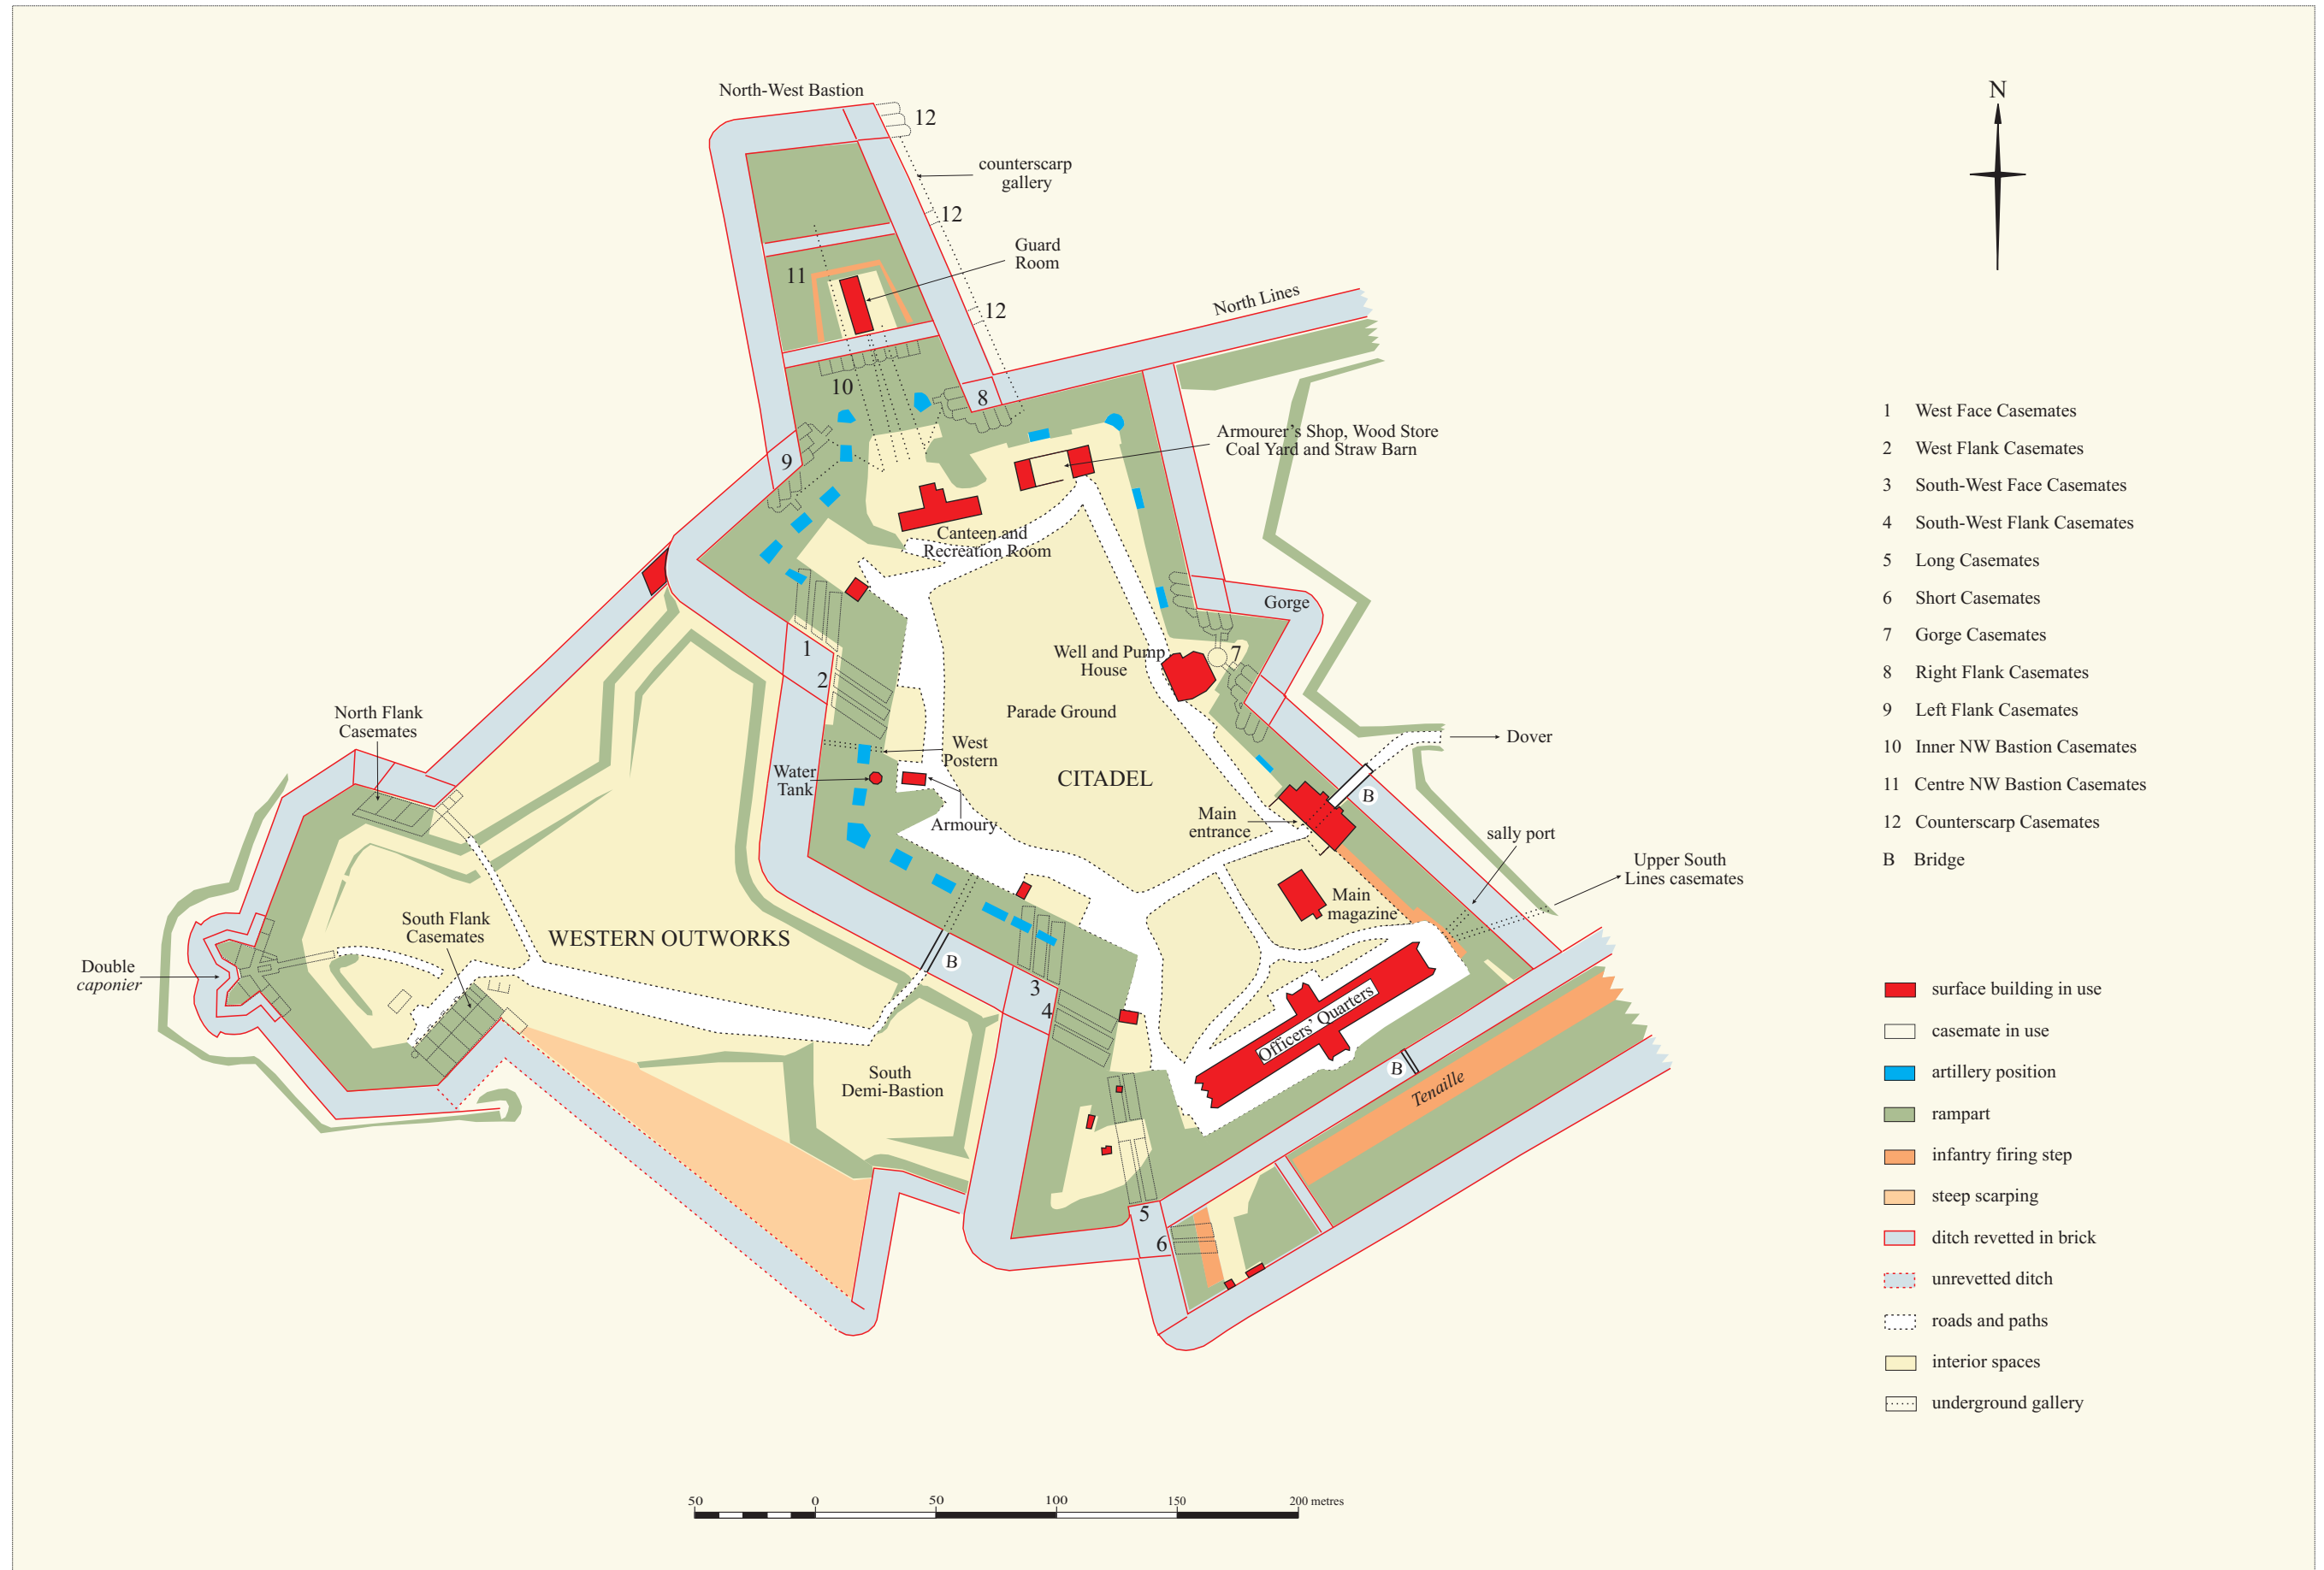 North-West Bastion
12
counterscarp
gallery
12
Guard
Room
11
12
North Lines
10
8
Armourer's Shop, Wood Store
Coal Yard and Straw Barn
9
Canteen and
Recreation Room
Gorge
1
2
Well and Pump
House
7
Parade Ground
North Flank
Casemates
West
Postern
Water
Tank
CITADEL
Dover
B
Armoury
Main
entrance
sally port
Upper South
Lines casemates
Main
magazine
South Flank
Casemates
WESTERN OUTWORKS
Double
caponier
B
3
4
Officers' Quarters
South
Demi-Bastion
B
Tenaille
5
6
50 0 50 100 150 200 metres
N
1 West Face Casemates
2 West Flank Casemates
3 South-West Face Casemates
4 South-West Flank Casemates
5 Long Casemates
6 Short Casemates
7 Gorge Casemates
8 Right Flank Casemates
9 Left Flank Casemates
10 Inner NW Bastion Casemates
11 Centre NW Bastion Casemates
12 Counterscarp Casemates
B Bridge
surface building in use
casemate in use
artillery position
rampart
infantry firing step
steep scarping
ditch revetted in brick
unrevetted ditch
roads and paths
interior spaces
underground gallery